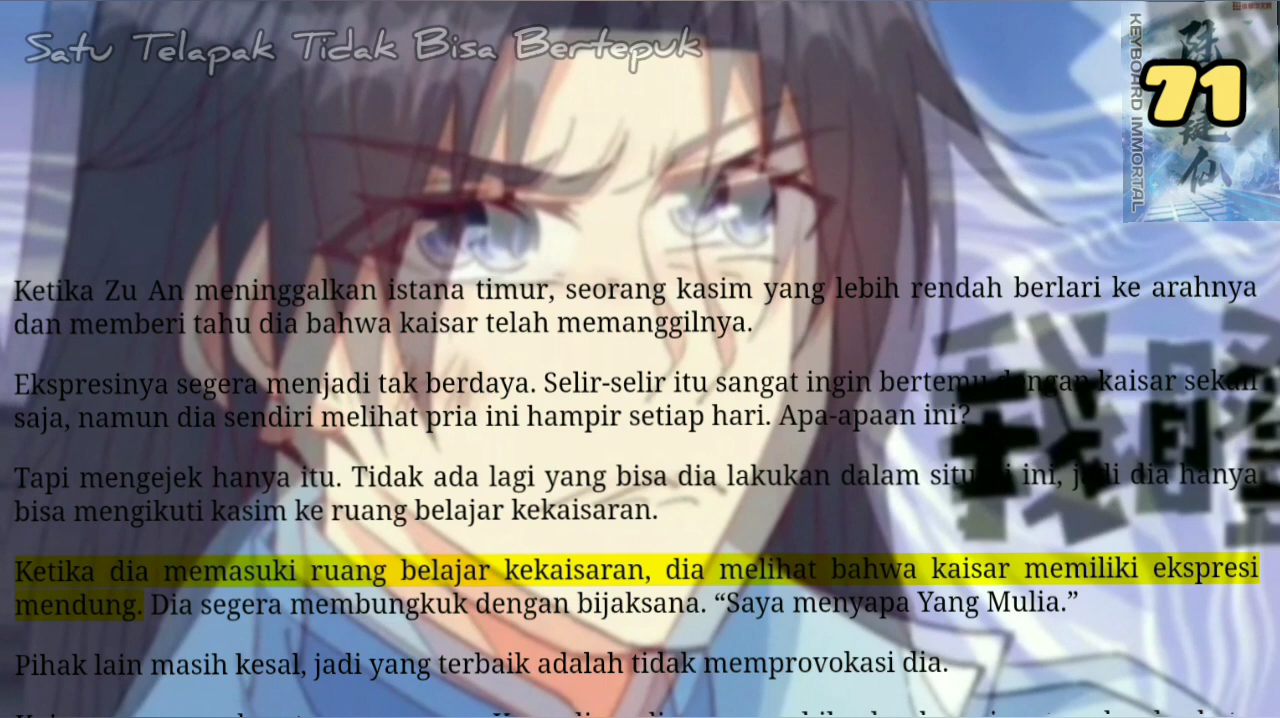 Satu Telapak Tidak Bisa Bertepuk
KEYBOARD IMMORTAL
71
Ketika Zu An meninggalkan istana timur, seorang kasim yang lebih rendah berlari ke arahnya
dan memberi tahu dia bahwa kaisar telah memanggilnya.
Ekspresinya segera menjadi tak berdaya. Selir-selir itu sangat ingin bertemu dengan kaisar sekali
saja, namun dia sendiri melihat pria ini hampir setiap hari. Apa-apaan ini?
Tapi mengejek hanya itu. Tidak ada lagi yang bisa dia lakukan dalam situasi ini, jadi dia hanya
bisa mengikuti kasim ke ruang belajar kekaisaran.
Ketika dia memasuki ruang belajar kekaisaran, dia melihat bahwa kaisar memiliki ekspresi
mendung. Dia segera membungkuk dengan bijaksana. “Saya menyapa Yang Mulia.”
Pihak lain masih kesal, jadi yang terbaik adalah tidak memprovokasi dia.
我